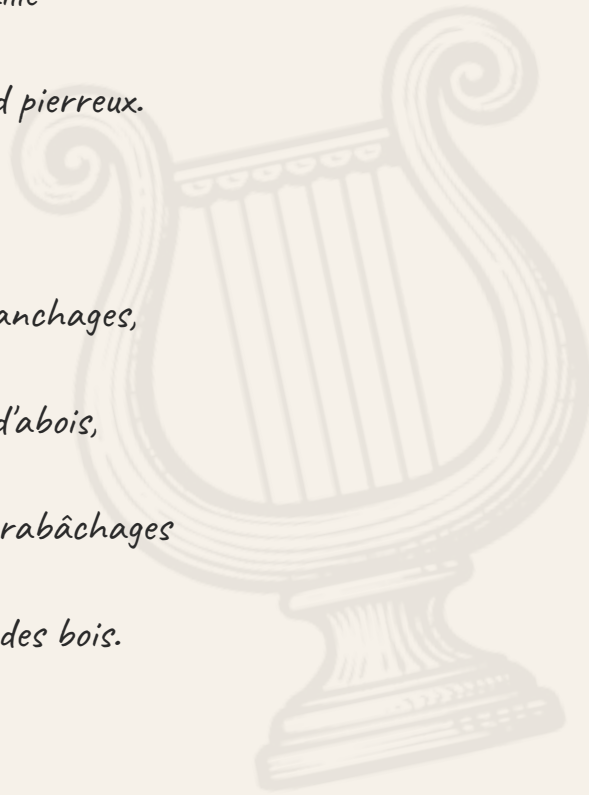 d pierreux.
anchages,
d'abois,
rabâchages
des bois.